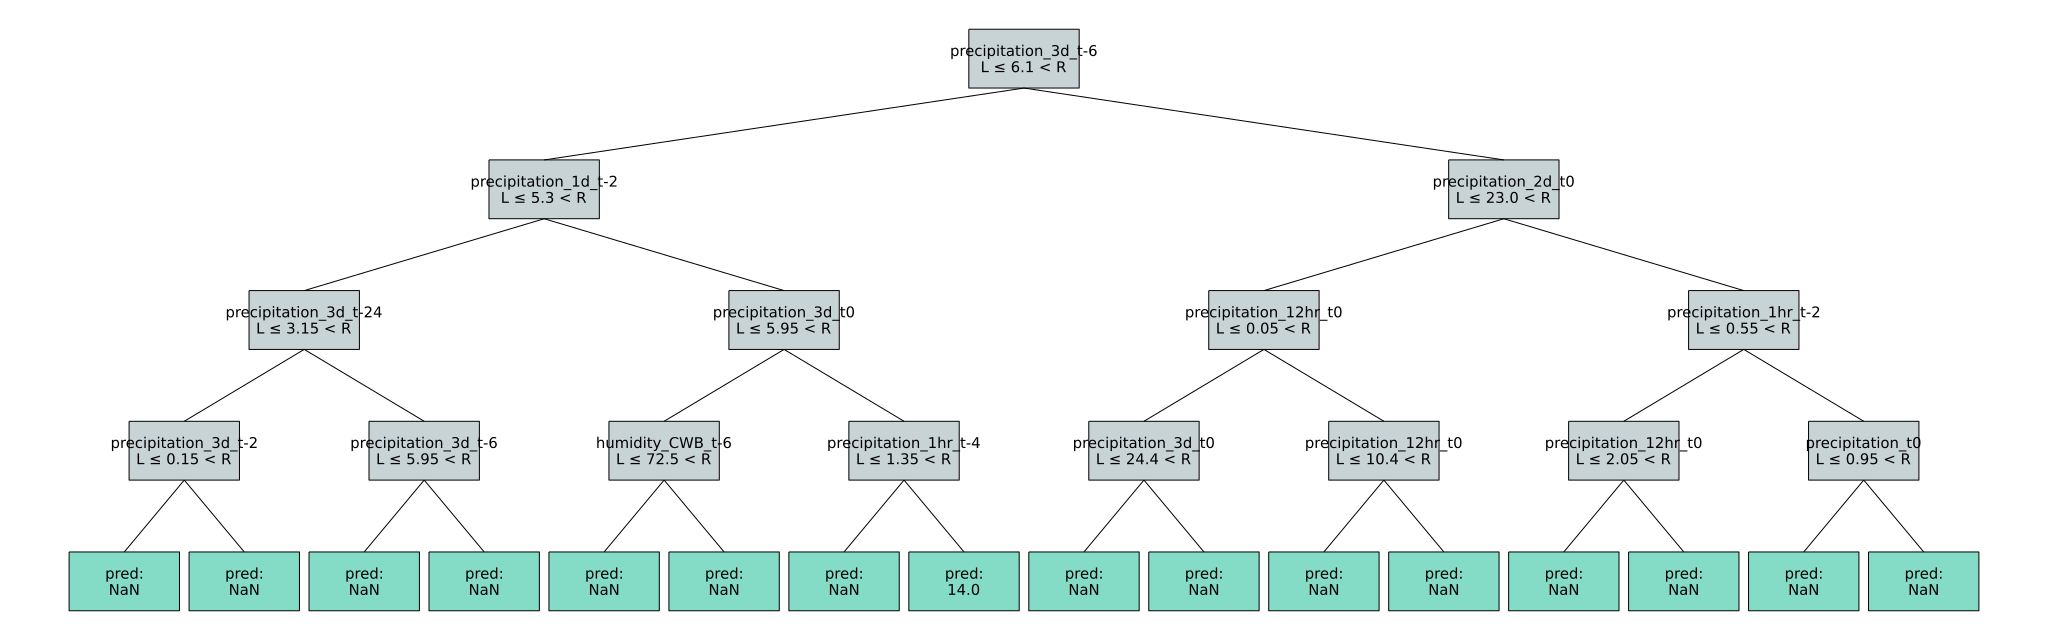 precipitation_3d_t-6
L ≤ 6.1 < R
precipitation_1d_t-2
L ≤ 5.3 < R
precipitation_2d_t0
L ≤ 23.0 < R
precipitation_3d_t-24
L ≤ 3.15 < R
precipitation_3d_t0
L ≤ 5.95 < R
precipitation_12hr_t0
L ≤ 0.05 < R
precipitation_1hr_t-2
L ≤ 0.55 < R
precipitation_3d_t-2
L ≤ 0.15 < R
precipitation_3d_t-6
L ≤ 5.95 < R
humidity_CWB_t-6
L ≤ 72.5 < R
precipitation_1hr_t-4
L ≤ 1.35 < R
precipitation_3d_t0
L ≤ 24.4 < R
precipitation_12hr_t0
L ≤ 10.4 < R
precipitation_12hr_t0
L ≤ 2.05 < R
precipitation_t0
L ≤ 0.95 < R
pred:
NaN
pred:
NaN
pred:
NaN
pred:
NaN
pred:
NaN
pred:
NaN
pred:
NaN
pred:
14.0
pred:
NaN
pred:
NaN
pred:
NaN
pred:
NaN
pred:
NaN
pred:
NaN
pred:
NaN
pred:
NaN